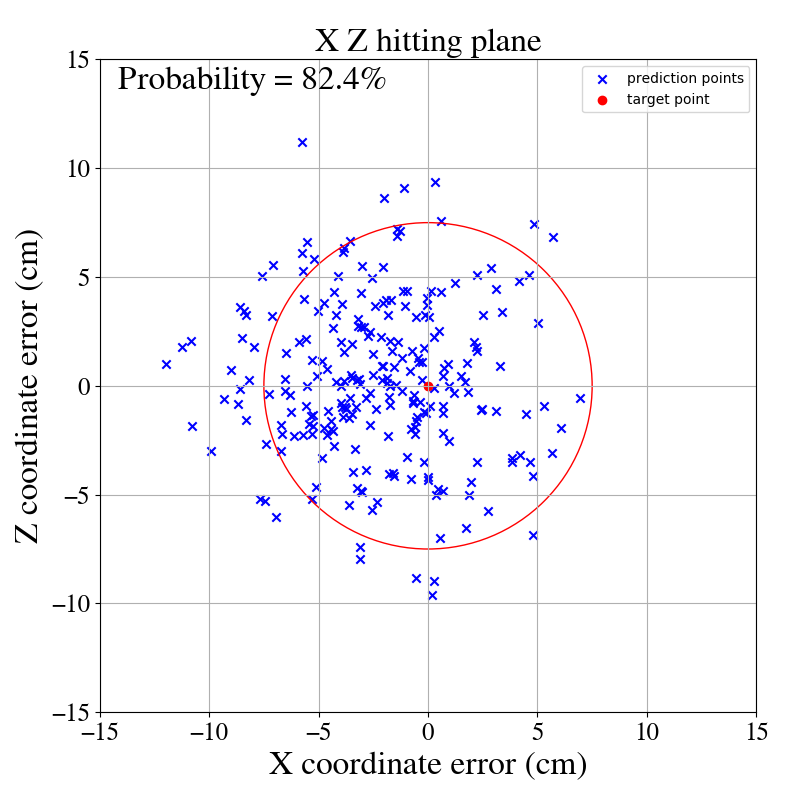 X Z hitting plane
Probability = 82.4%
prediction points
target point
15
10
5
0
−5
−10
−15
−15
−10
−5
0
5
10
15
Z coordinate error (cm)
X coordinate error (cm)